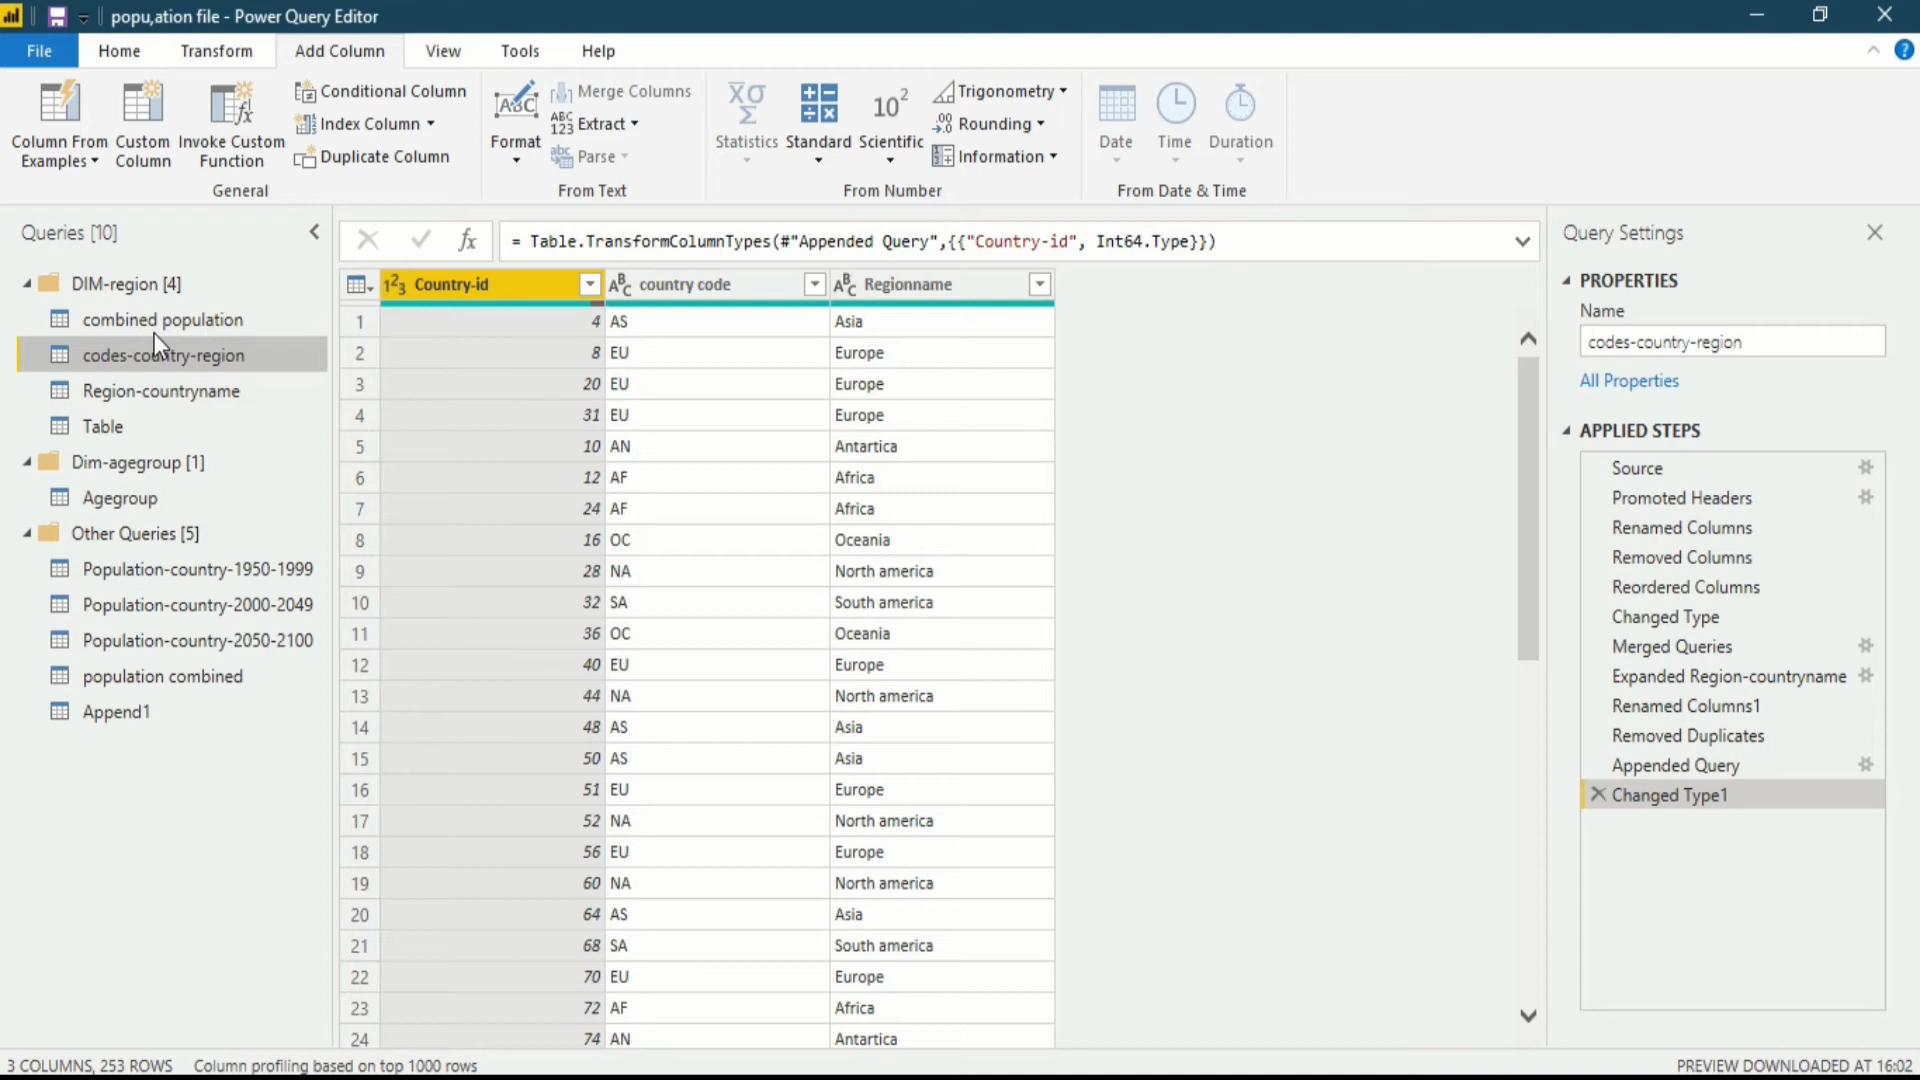 popu,ation file - Power Query Editor
File Home Transform Add Column View Tools Help
Column From Examples
Custom Column
Invoke Custom Function
Conditional Column
Index Column
Duplicate Column
General
ABC
Format
Merge Columns
ABC 123 Extract
abc Parse
From Text
Statistics
Standard
10² Scientific
Trigonometry
.00 Rounding
Information
From Number
Date
Time
Duration
From Date & Time
Queries [10]
DIM-region [4]
combined population
codes-country-region
Region-countryname
Table
Dim-agegroup [1]
Agegroup
Other Queries [5]
Population-country-1950-1999
Population-country-2000-2049
Population-country-2050-2100
population combined
Append1
fx = Table.TransformColumnTypes(#"Appended Query",{{"Country-id", Int64.Type}})
1²3 Country-id ABC country code ABC Regionname
1 4 AS Asia
2 8 EU Europe
3 20 EU Europe
4 31 EU Europe
5 10 AN Antartica
6 12 AF Africa
7 24 AF Africa
8 16 OC Oceania
9 28 NA North america
10 32 SA South america
11 36 OC Oceania
12 40 EU Europe
13 44 NA North america
14 48 AS Asia
15 50 AS Asia
16 51 EU Europe
17 52 NA North america
18 56 EU Europe
19 60 NA North america
20 64 AS Asia
21 68 SA South america
22 70 EU Europe
23 72 AF Africa
24 74 AN Antartica
Query Settings
PROPERTIES
Name
codes-country-region
All Properties
APPLIED STEPS
Source
Promoted Headers
Renamed Columns
Removed Columns
Reordered Columns
Changed Type
Merged Queries
Expanded Region-countryname
Renamed Columns1
Removed Duplicates
Appended Query
Changed Type1
3 COLUMNS, 253 ROWS Column profiling based on top 1000 rows
PREVIEW DOWNLOADED AT 16:02